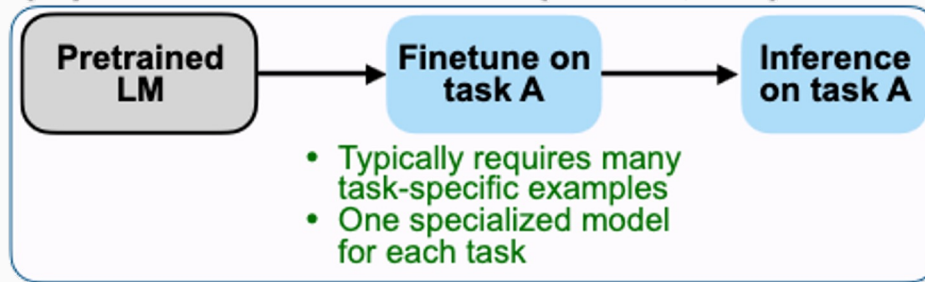 Pretrained
LM
Finetune on
task A
Inference
on task A
• Typically requires many
task-specific examples
• One specialized model
for each task